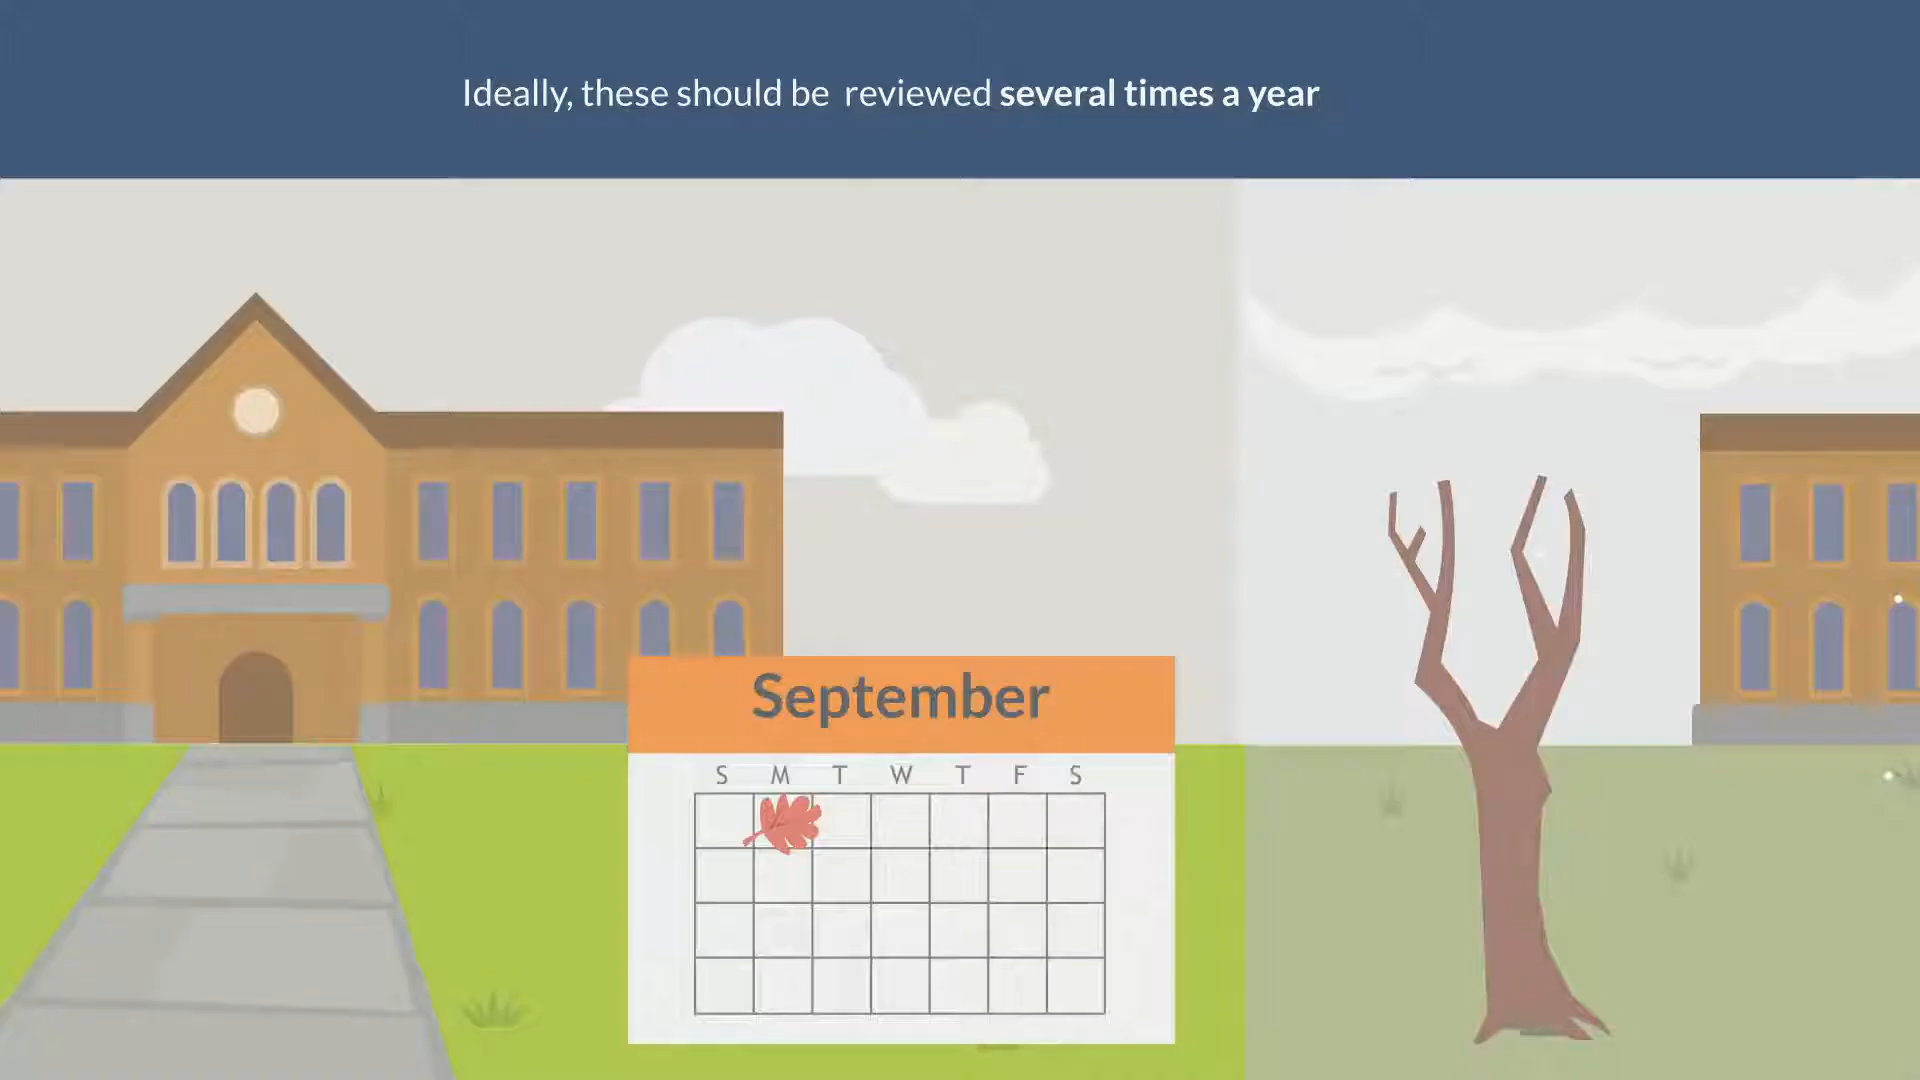 Ideally, these should be reviewed several times a year
September
S M T W T F S